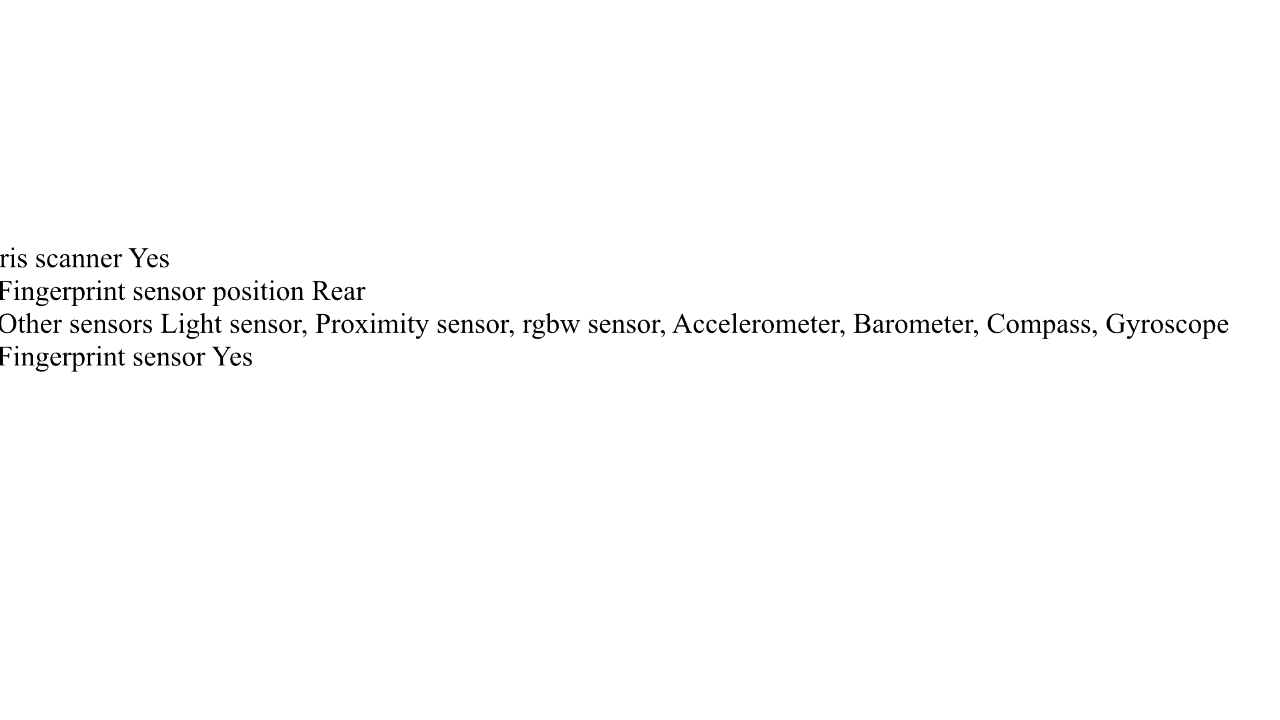 ris scanner Yes
Fingerprint sensor position Rear
Other sensors Light sensor, Proximity sensor, rgbw sensor, Accelerometer, Barometer, Compass, Gyroscope
Fingerprint sensor Yes